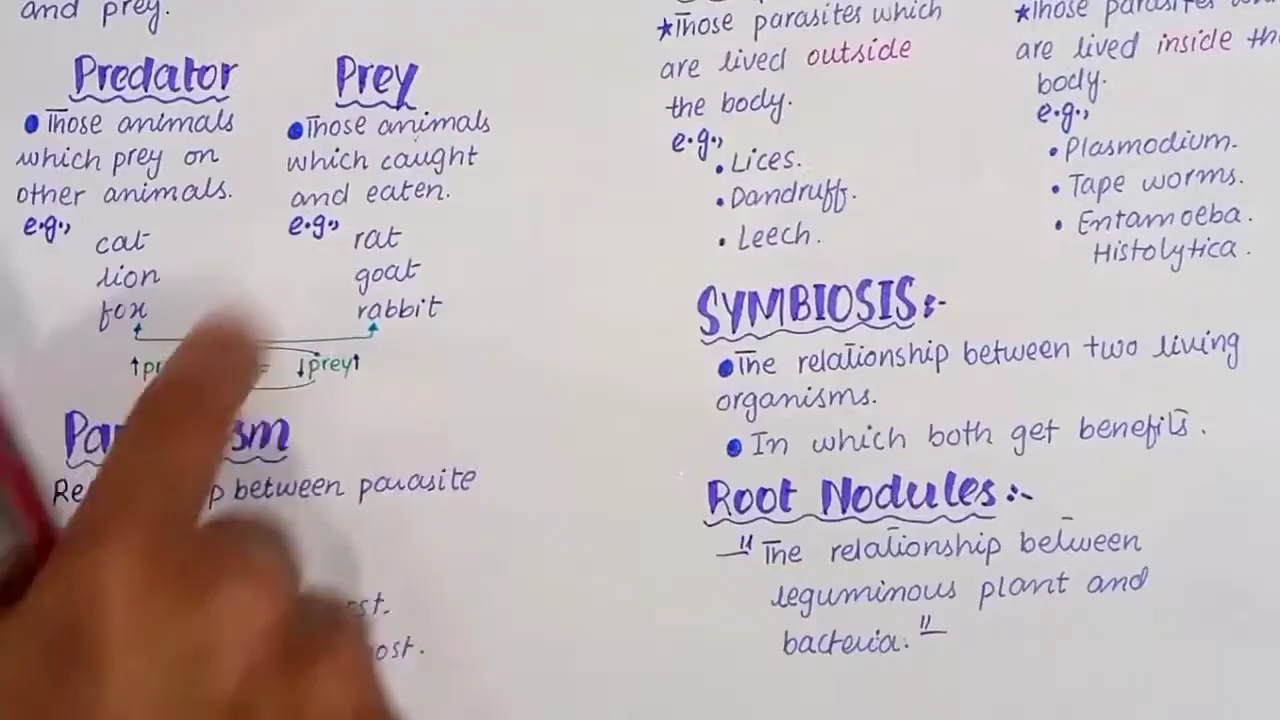 and prey.
Predator
•Those animals
which prey on
other animals.
e.g.,
cat
lion
fox
Prey
•Those animals
which caught
and eaten.
e.g.,
rat
goat
rabbit
↓prey↑
between parasite
*Those parasites which
are lived outside
the body.
e.g.,
•Lices.
•Dandruff.
•Leech.
*Those
are lived inside
body.
e.g.,
•Plasmodium.
•Tape worms.
•Entamoeba.
Histolytica.
SYMBIOSIS:-
•The relationship between two living
organisms.
•In which both get benefits.
Root Nodules:-
"The relationship between
leguminous plant and
bacteria."